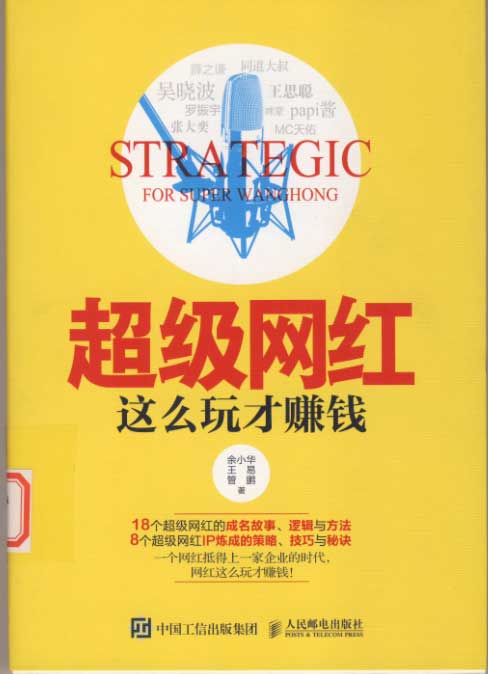 薛之谦 同道大叔
吴晓波 王思聪
罗振宇 咪蒙 papi酱
张大奕 MC天佑
STRATEGIC
FOR SUPER WANGHONG
超级网红
这么玩才赚钱
余小华
王易
管鹏
著
18个超级网红的成名故事、逻辑与方法
8个超级网红IP炼成的策略、技巧与秘诀
一个网红抵得上一家企业的时代，
网红这么玩才赚钱！
中国工信出版集团 人民邮电出版社
POSTS & TELECOM PRESS